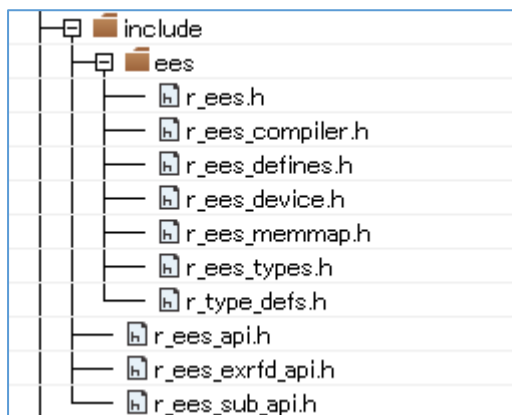 include
ees
r_ees.h
r_ees_compiler.h
r_ees_defines.h
r_ees_device.h
r_ees_memmap.h
r_ees_types.h
r_type_defs.h
r_ees_api.h
r_ees_exrfd_api.h
r_ees_sub_api.h